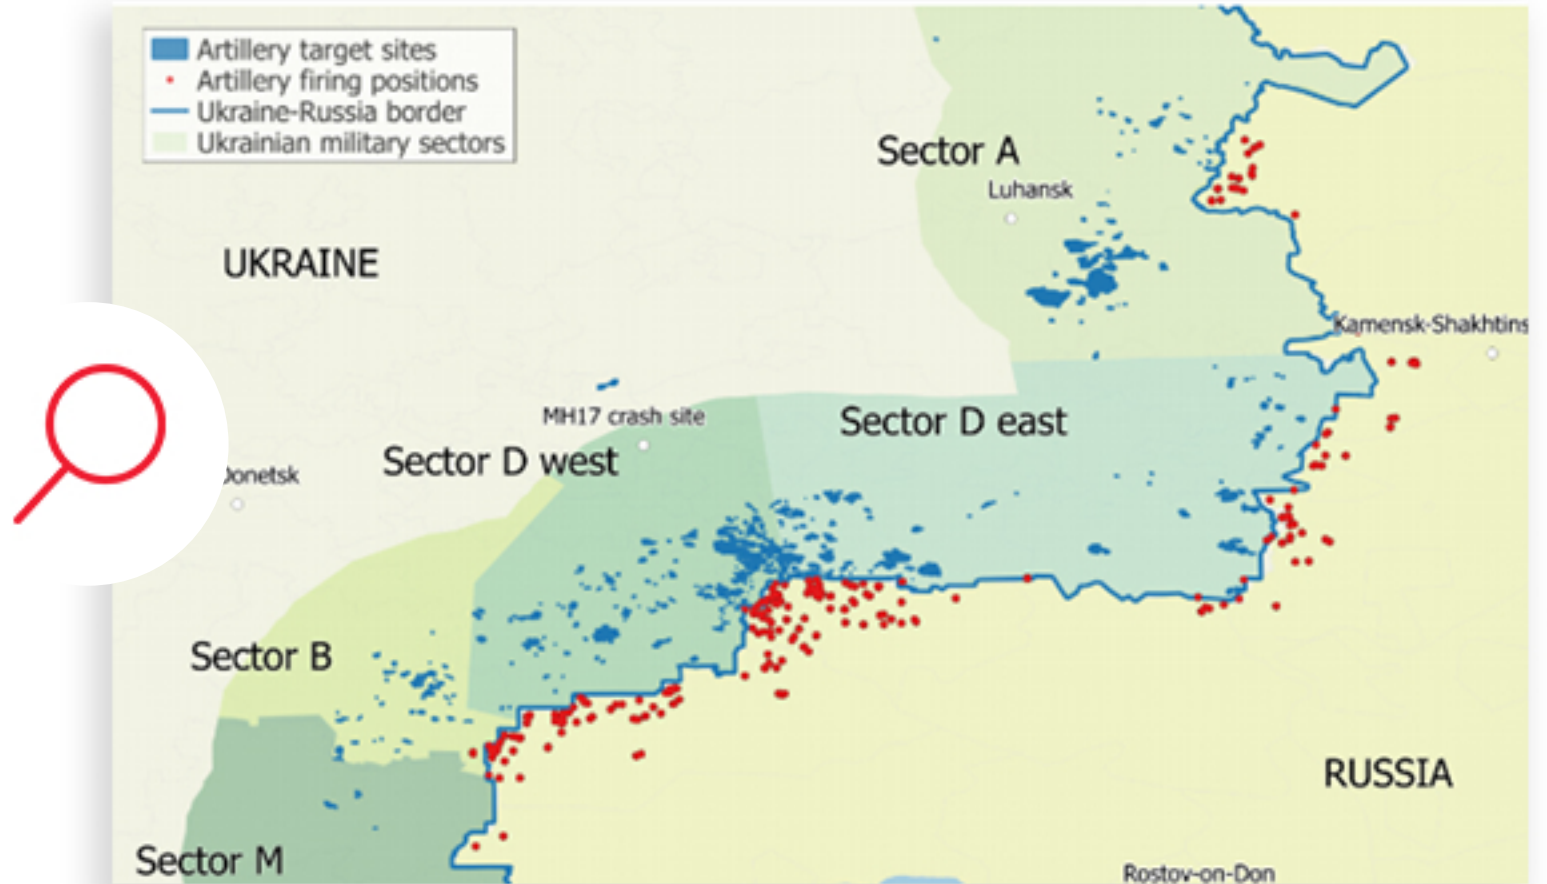 Artillery target sites
Artillery firing positions
Ukraine-Russia border
Ukrainian military sectors
Sector A
Luhansk
UKRAINE
Kamensk-Shakhtins
MH17 crash site
Sector D east
Sector D west
Donetsk
Sector B
RUSSIA
Sector M
Rostov-on-Don